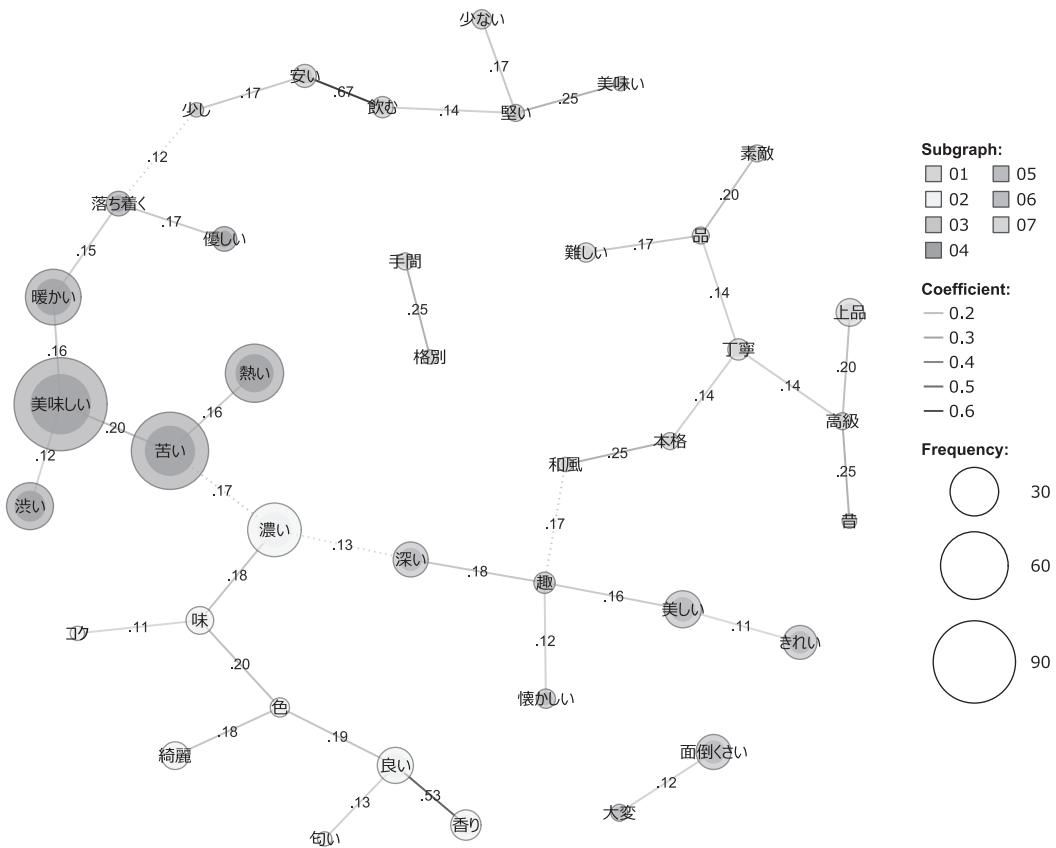 少ない
.17
安い
美味い
.17
.67
.25
少し
飲む
.14
堅い
.12
素敵
落ち着く
.20
.17
優しい
.15
難しい
.17
品
手間
暖かい
.14
.25
.16
上品
格別
丁寧
熱い
.20
美味しい
.16
.14
.14
.20
高級
.12
苦い
本格
和風
.25
.25
渋い
.17
昔
濃い
.17
.13
深い
.18
.18
趣
.16
美しい
味
.11
きれい
コク
.11
.12
.20
懐かしい
色
.18
.19
綺麗
面倒くさい
良い
.12
.13
.53
大変
香り
匂い
Subgraph:
01
05
02
06
03
07
04
Coefficient:
0.2
0.3
0.4
0.5
0.6
Frequency:
30
60
90